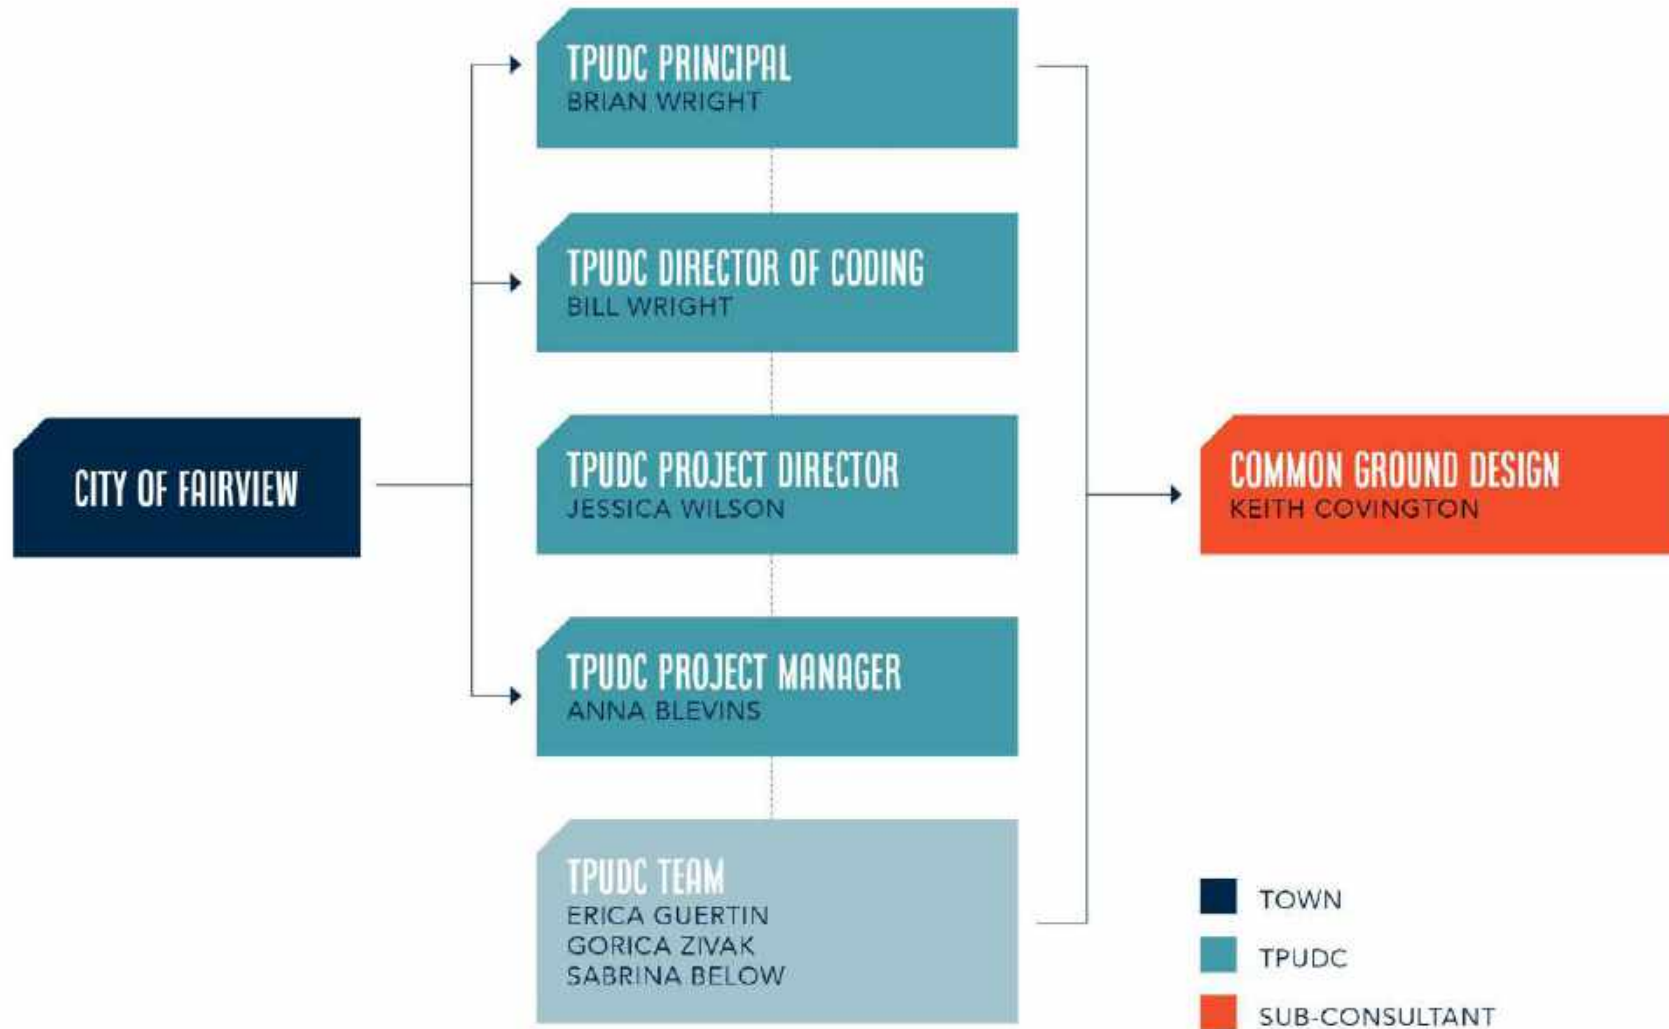 TPUDC PRINCIPAL
BRIAN WRIGHT
TPUDC DIRECTOR OF CODING
BILL WRIGHT
CITY OF FAIRVIEW
TPUDC PROJECT DIRECTOR
JESSICA WILSON
COMMON GROUND DESIGN
KEITH COVINGTON
TPUDC PROJECT MANAGER
ANNA BLEVINS
TPUDC TEAM
ERICA GUERTIN
GORICA ZIVAK
SABRINA BELOW
TOWN
TPUDC
SUB-CONSULTANT